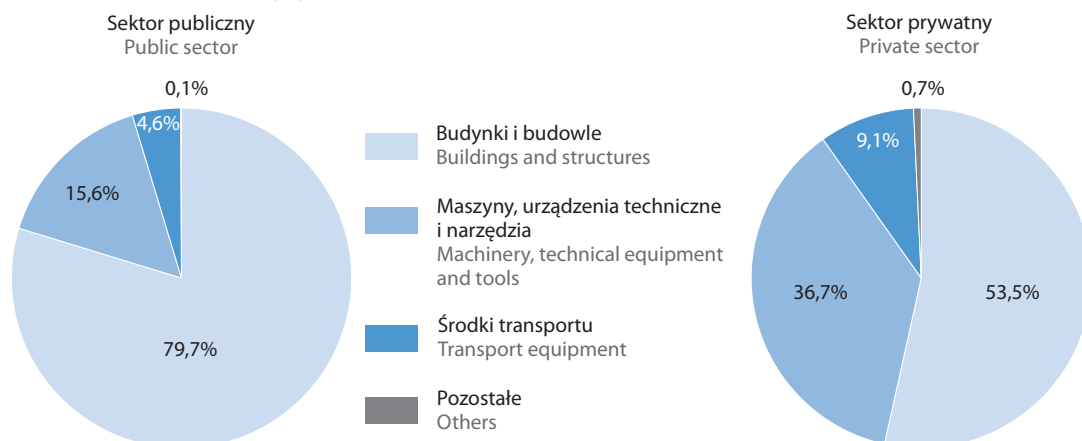 Sektor publiczny
Public sector
0,1%
4,6%
15,6%
79,7%
Budynki i budowle
Buildings and structures
Maszyny, urządzenia techniczne
i narzędzia
Machinery, technical equipment
and tools
Środki transportu
Transport equipment
Pozostałe
Others
Sektor prywatny
Private sector
0,7%
9,1%
36,7%
53,5%